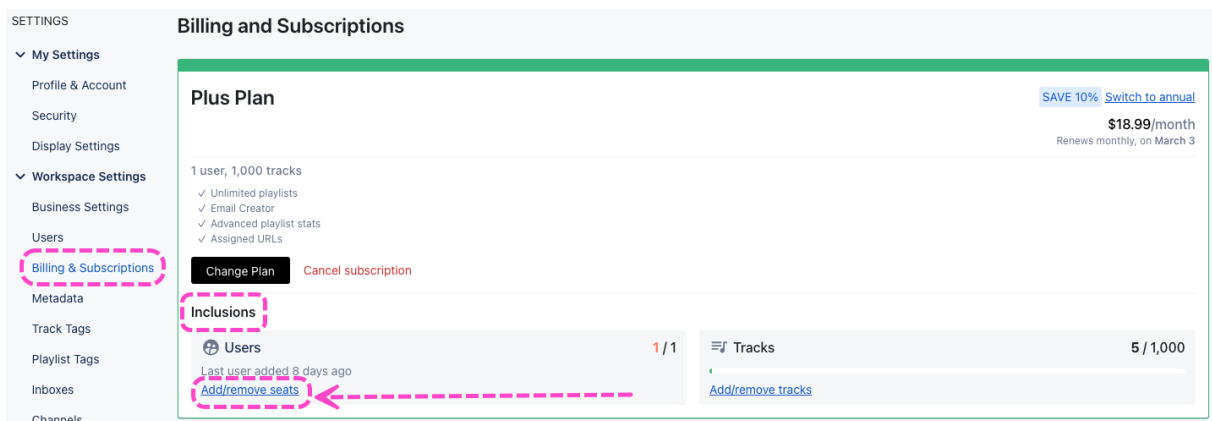 SETTINGS
My Settings
Profile & Account
Security
Display Settings
Workspace Settings
Business Settings
Users
Billing & Subscriptions
Metadata
Track Tags
Playlist Tags
Inboxes
Channels
Billing and Subscriptions
Plus Plan
SAVE 10% Switch to annual
$18.99/month
Renews monthly, on March 3
1 user, 1,000 tracks
✓ Unlimited playlists
✓ Email Creator
✓ Advanced playlist stats
✓ Assigned URLs
Change Plan Cancel subscription
Inclusions
Users 1/1
Last user added 8 days ago
Add/remove seats
Tracks 5/1,000
Add/remove tracks